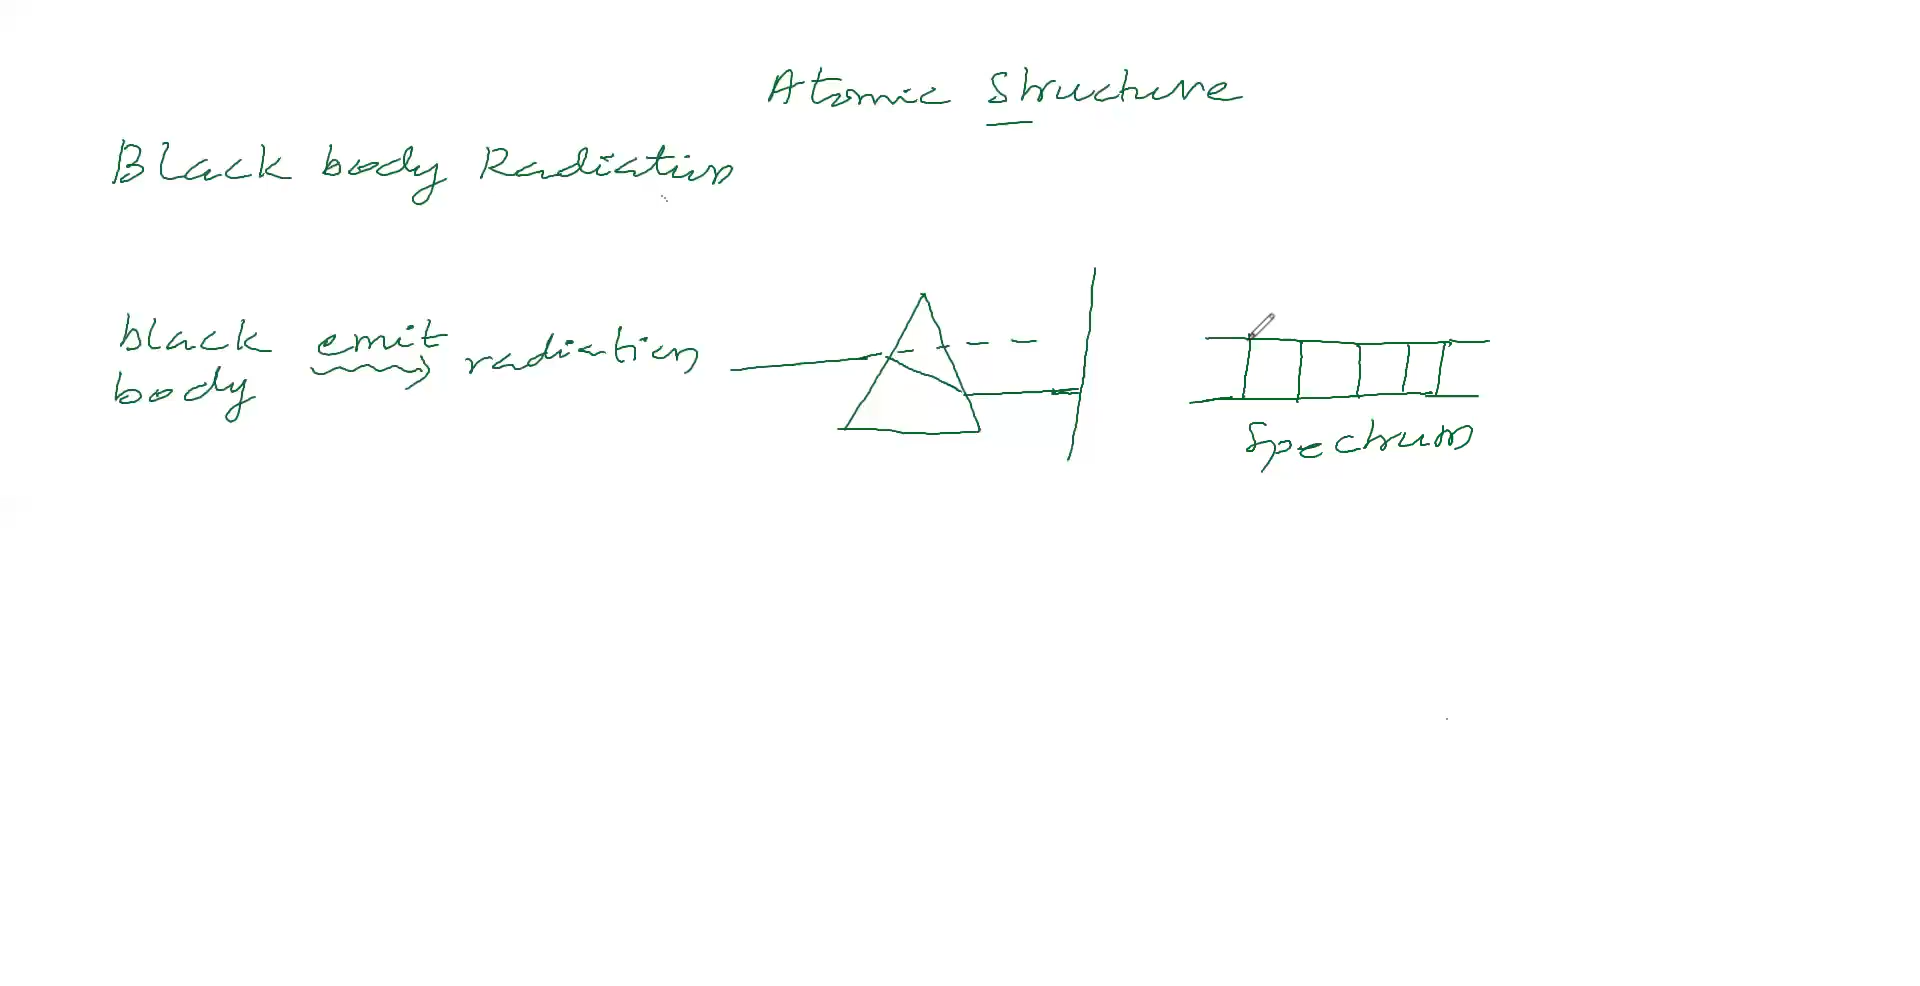 Atomic Structure
Black body Radiation
black emit radiation
body
Spectrum